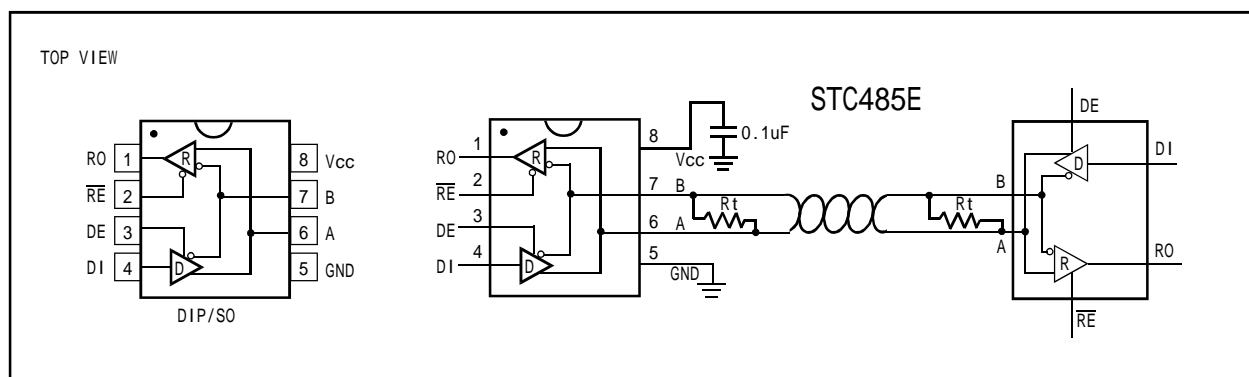 TOP VIEW
STC485E
RO 1
R
8 Vcc
RE 2
7 B
DE 3
6 A
DI 4
D
5 GND
DIP/SO
RO 1
R
8
Vcc
0.1uF
RE 2
7 B
Rt
DE 3
6 A
DI 4
D
5
GND
DE
D
DI
B
Rt
A
R
RO
RE